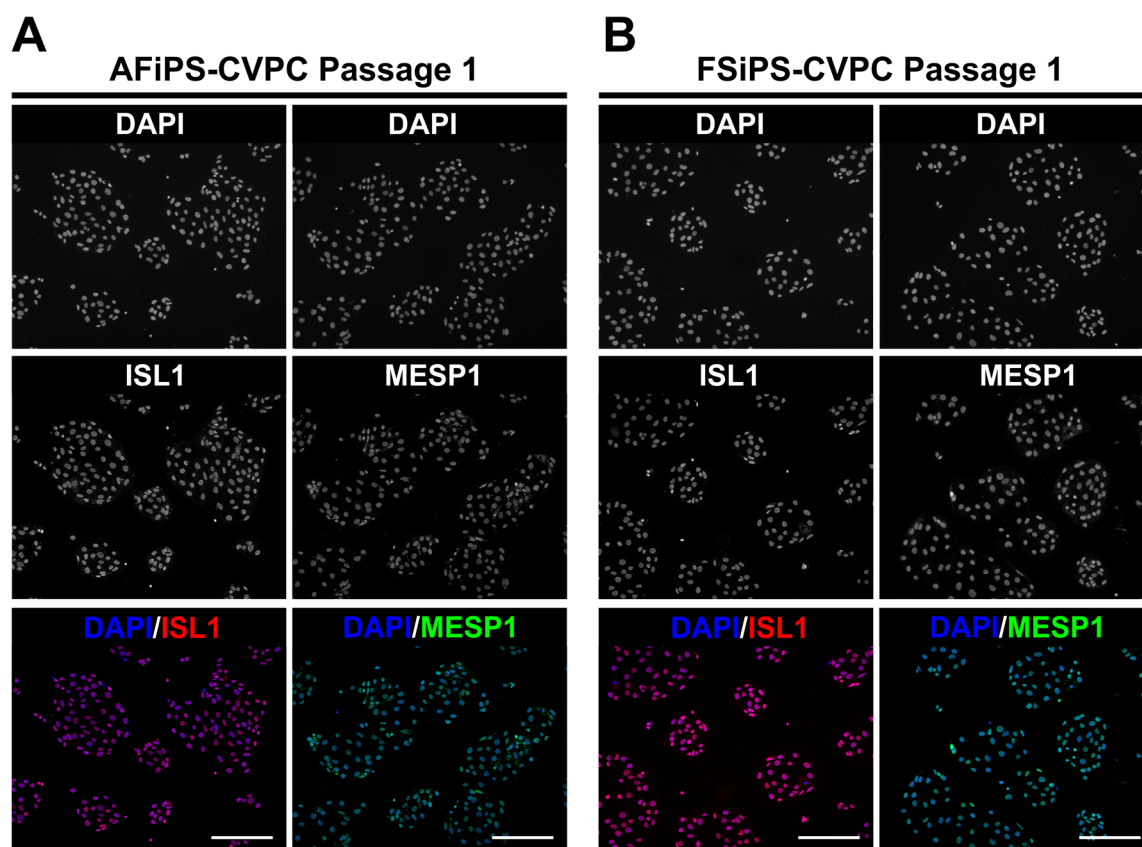 A
AFiPS-CVPC Passage 1
DAPI
DAPI
ISL1
MESP1
DAPI/ISL1
DAPI/MESP1
B
FSiPS-CVPC Passage 1
DAPI
DAPI
ISL1
MESP1
DAPI/ISL1
DAPI/MESP1